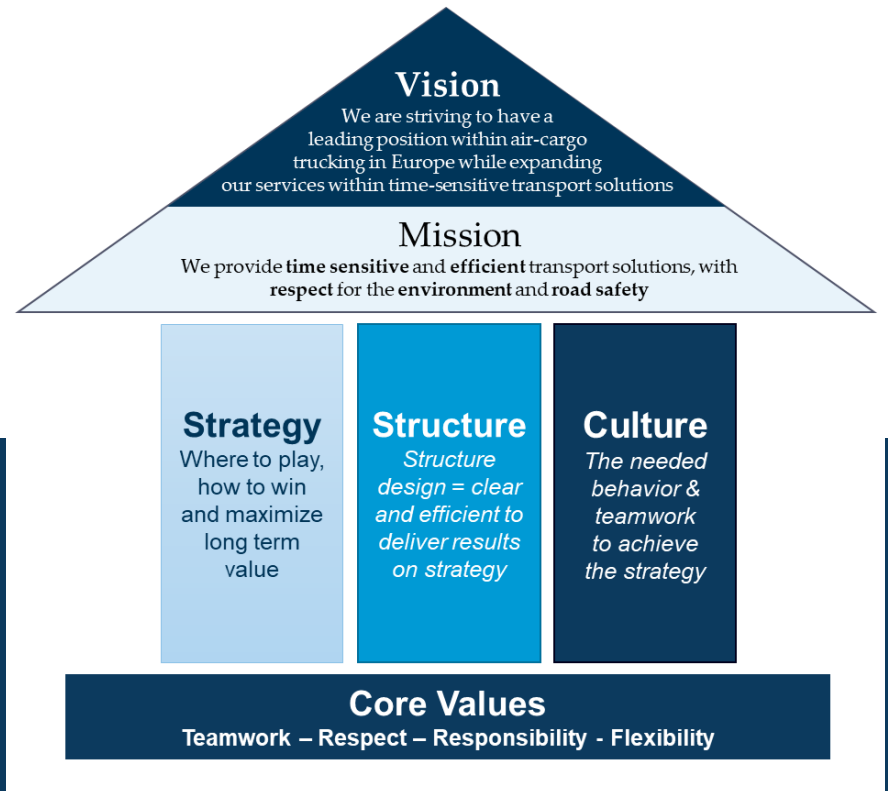 Vision
We are striving to have a
leading position within air-cargo
trucking in Europe while expanding
our services within time-sensitive transport solutions
Mission
We provide time sensitive and efficient transport solutions, with
respect for the environment and road safety
Strategy
Where to play,
how to win
and maximize
long term
value
Structure
Structure
design = clear
and efficient to
deliver results
on strategy
Culture
The needed
behavior &
teamwork
to achieve
the strategy
Core Values
Teamwork – Respect – Responsibility - Flexibility